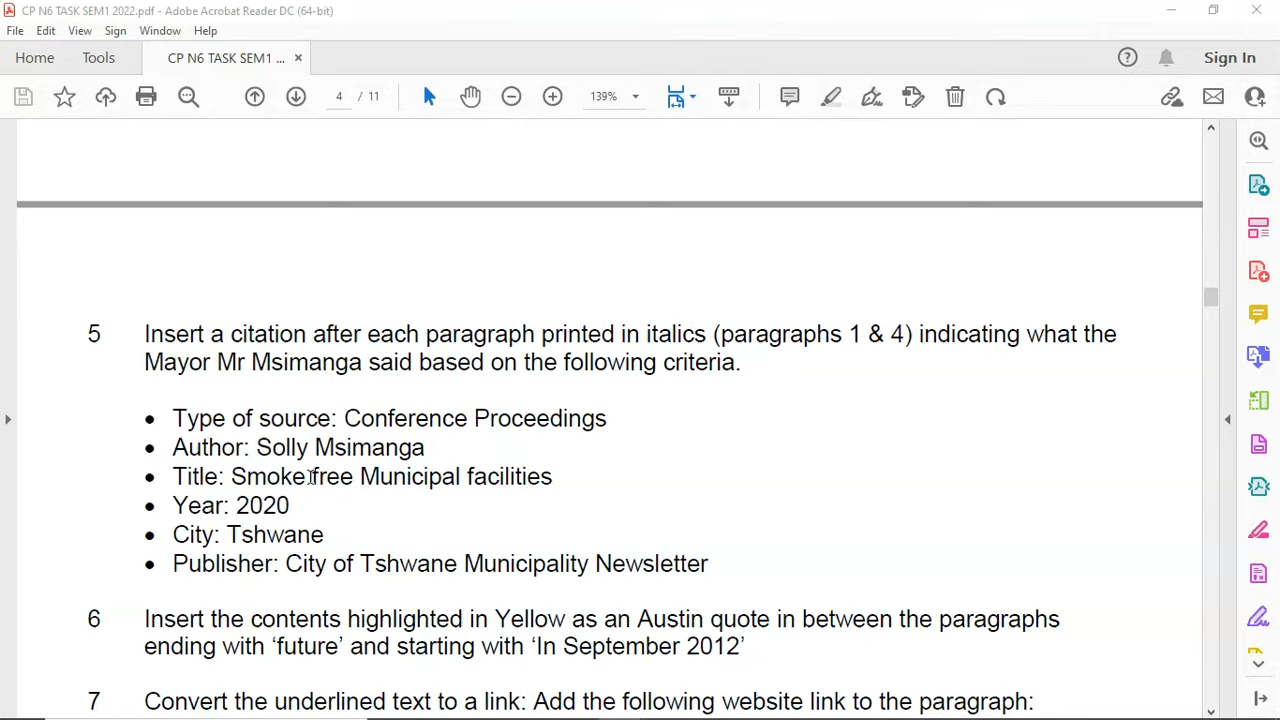 CP N6 TASK SEM1 2022.pdf - Adobe Acrobat Reader DC (64-bit)
File Edit View Sign Window Help
Home Tools CP N6 TASK SEM1 ... × Sign In
4 / 11 139%
5 Insert a citation after each paragraph printed in italics (paragraphs 1 & 4) indicating what the
Mayor Mr Msimanga said based on the following criteria.
• Type of source: Conference Proceedings
• Author: Solly Msimanga
• Title: Smoke free Municipal facilities
• Year: 2020
• City: Tshwane
• Publisher: City of Tshwane Municipality Newsletter
6 Insert the contents highlighted in Yellow as an Austin quote in between the paragraphs
ending with ‘future’ and starting with ‘In September 2012’
7 Convert the underlined text to a link: Add the following website link to the paragraph: